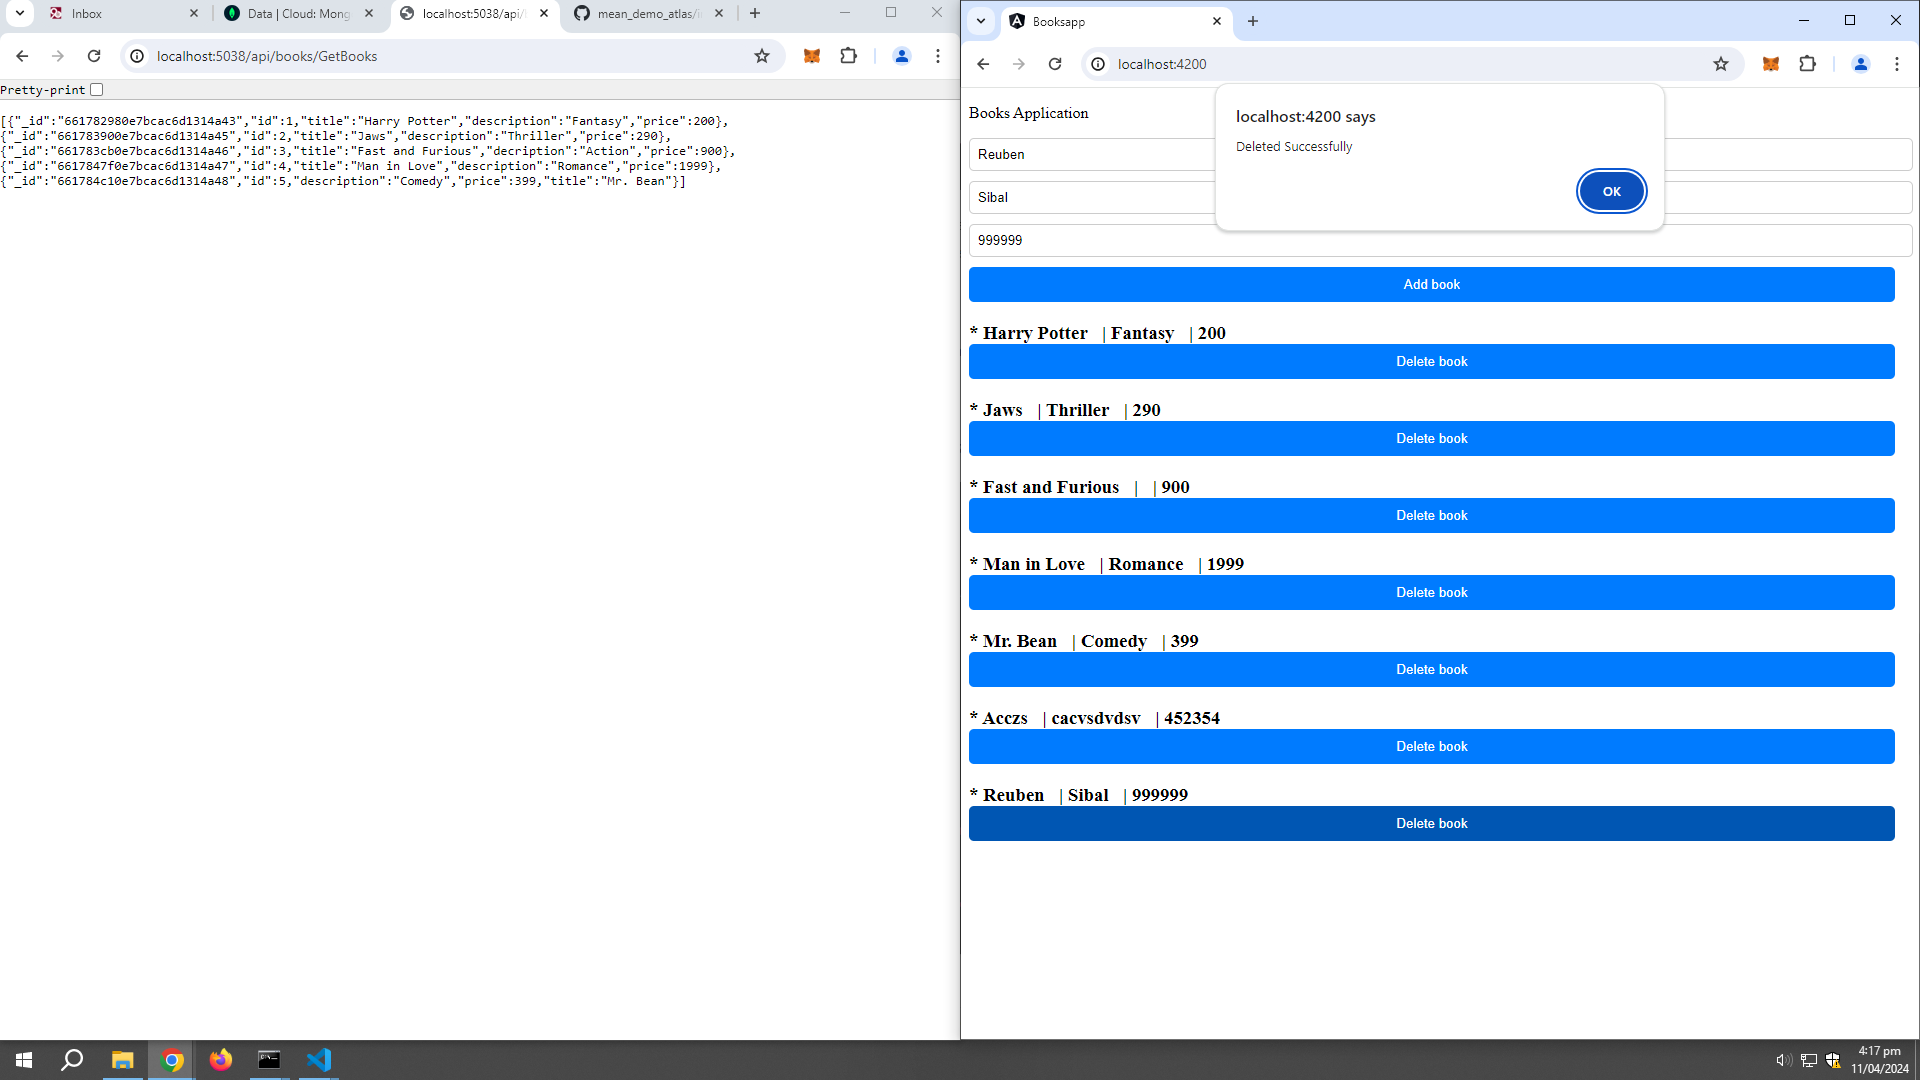 Inbox
Data | Cloud: Mong
localhost:5038/api/
mean_demo_atlas/i
localhost:5038/api/books/GetBooks
Pretty-print
[{"_id":"661782980e7bcac6d1314a43","id":1,"title":"Harry Potter","description":"Fantasy","price":200},
{"_id":"661783900e7bcac6d1314a45","id":2,"title":"Jaws","description":"Thriller","price":290},
{"_id":"661783cb0e7bcac6d1314a46","id":3,"title":"Fast and Furious","decription":"Action","price":900},
{"_id":"6617847f0e7bcac6d1314a47","id":4,"title":"Man in Love","description":"Romance","price":1999},
{"_id":"661784c10e7bcac6d1314a48","id":5,"description":"Comedy","price":399,"title":"Mr. Bean"}]
Booksapp
localhost:4200
localhost:4200 says
Deleted Successfully
OK
Books Application
Reuben
Sibal
999999
Add book
* Harry Potter | Fantasy | 200
Delete book
* Jaws | Thriller | 290
Delete book
* Fast and Furious | | 900
Delete book
* Man in Love | Romance | 1999
Delete book
* Mr. Bean | Comedy | 399
Delete book
* Acczs | cacvsdvdsv | 452354
Delete book
* Reuben | Sibal | 999999
Delete book
4:17 pm
11/04/2024